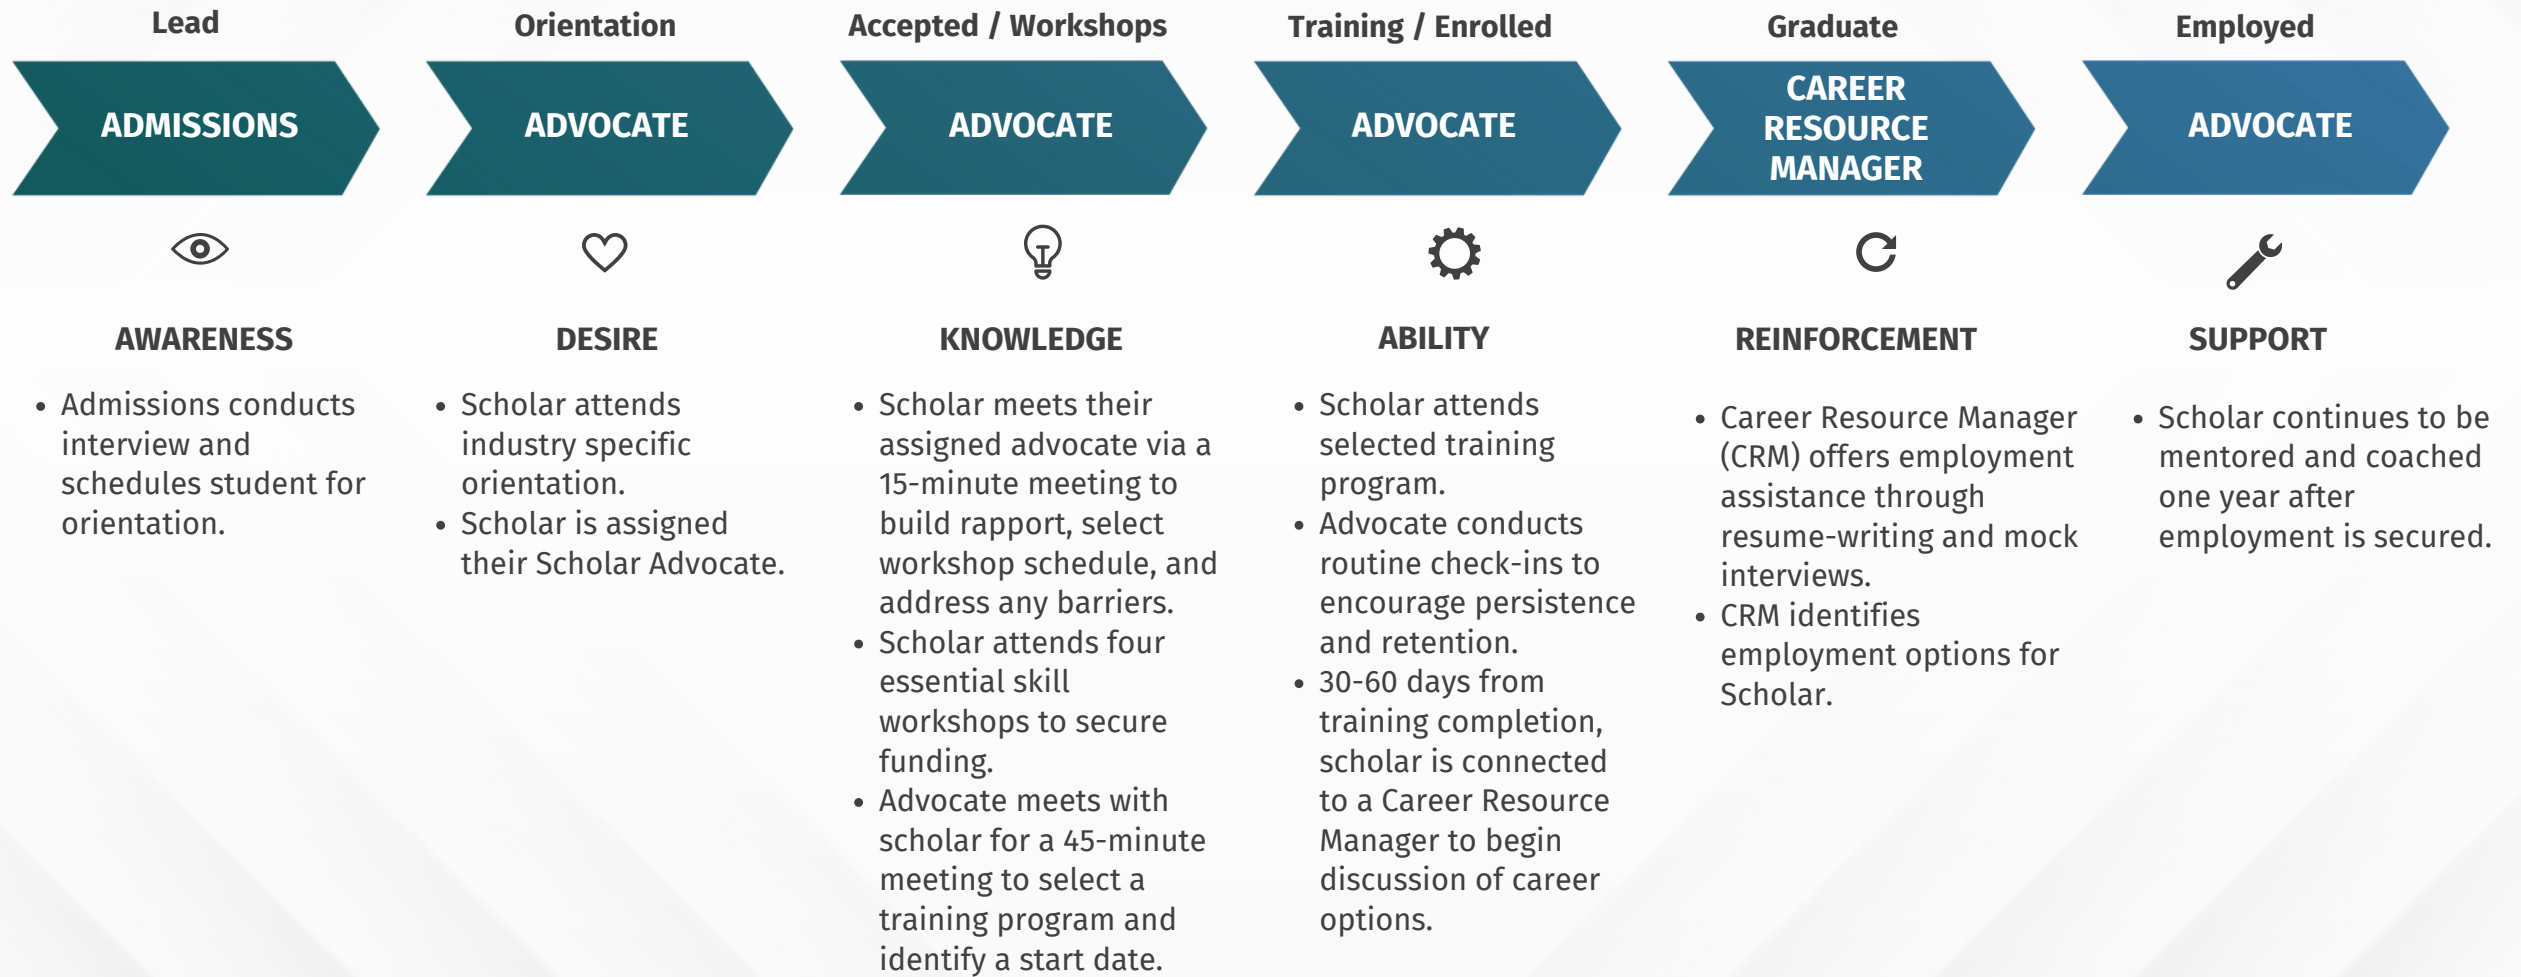 Lead
ADMISSIONS
AWARENESS
• Admissions conducts
interview and
schedules student for
orientation.
Orientation
ADVOCATE
DESIRE
• Scholar attends
industry specific
orientation.
• Scholar is assigned
their Scholar Advocate.
Accepted / Workshops
ADVOCATE
KNOWLEDGE
• Scholar meets their
assigned advocate via a
15-minute meeting to
build rapport, select
workshop schedule, and
address any barriers.
• Scholar attends four
essential skill
workshops to secure
funding.
• Advocate meets with
scholar for a 45-minute
meeting to select a
training program and
identify a start date.
Training / Enrolled
ADVOCATE
ABILITY
• Scholar attends
selected training
program.
• Advocate conducts
routine check-ins to
encourage persistence
and retention.
• 30-60 days from
training completion,
scholar is connected
to a Career Resource
Manager to begin
discussion of career
options.
Graduate
CAREER
RESOURCE
MANAGER
REINFORCEMENT
• Career Resource Manager
(CRM) offers employment
assistance through
resume-writing and mock
interviews.
• CRM identifies
employment options for
Scholar.
Employed
ADVOCATE
SUPPORT
• Scholar continues to be
mentored and coached
one year after
employment is secured.